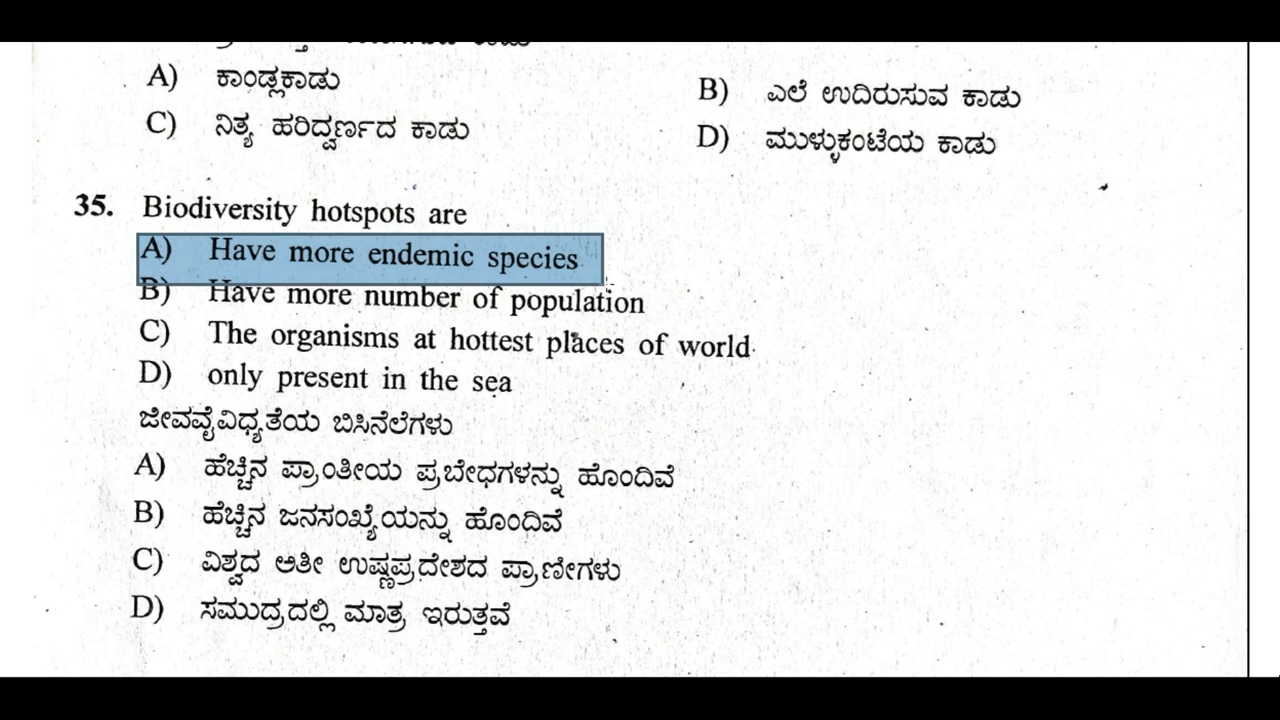 A) ಕಾಂಡ್ಲಕಾಡು
B) ಎಲೆ ಉದಿರುಸುವ ಕಾಡು
C) ನಿತ್ಯ ಹರಿದ್ವರ್ಣದ ಕಾಡು
D) ಮುಳ್ಳುಕಂಟೆಯ ಕಾಡು
35. Biodiversity hotspots are
A) Have more endemic species
B) Have more number of population
C) The organisms at hottest places of world
D) only present in the sea
ಜೀವವೈವಿಧ್ಯತೆಯ ಬಿಸಿನೆಲೆಗಳು
A) ಹೆಚ್ಚಿನ ಪ್ರಾಂತೀಯ ಪ್ರಬೇಧಗಳನ್ನು ಹೊಂದಿವೆ
B) ಹೆಚ್ಚಿನ ಜನಸಂಖ್ಯೆಯನ್ನು ಹೊಂದಿವೆ
C) ವಿಶ್ವದ ಅತೀ ಉಷ್ಣಪ್ರದೇಶದ ಪ್ರಾಣೀಗಳು
D) ಸಮುದ್ರದಲ್ಲಿ ಮಾತ್ರ ಇರುತ್ತವೆ